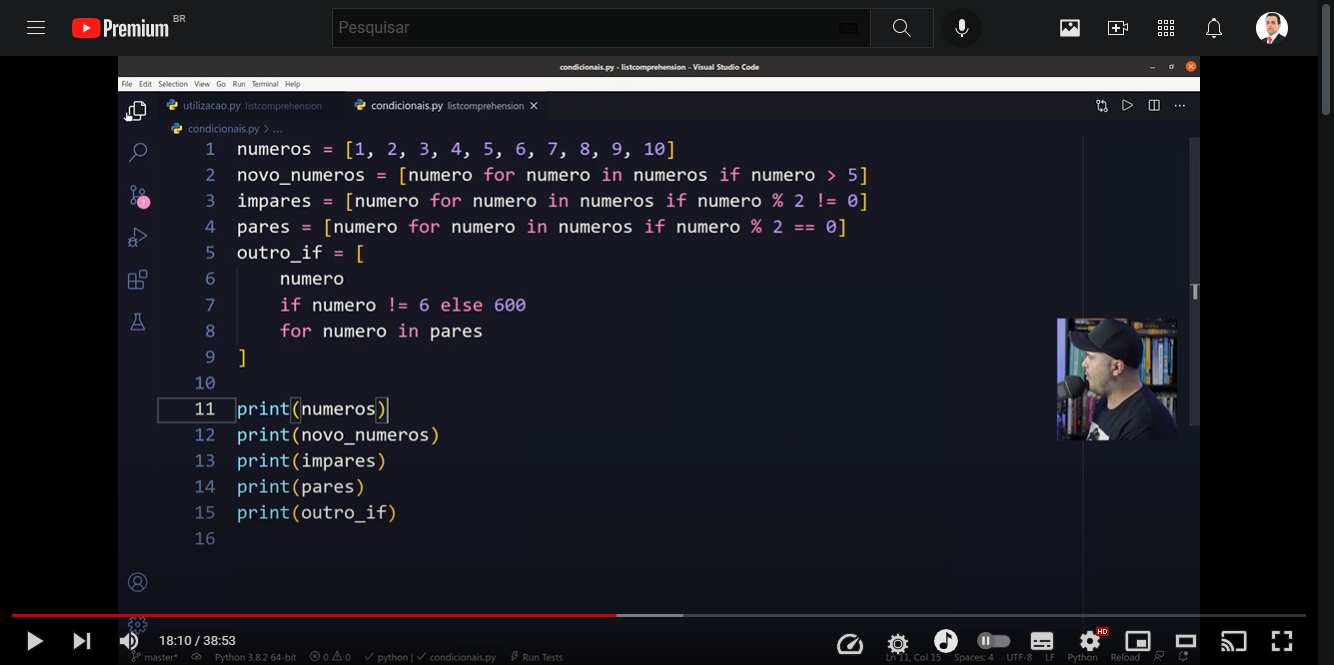 Premium BR
Pesquisar
condicionais.py - listcomprehension - Visual Studio Code
File Edit Selection View Go Run Terminal Help
utilizacao.py listcomprehension condicionais.py listcomprehension
condicionais.py > ...
1 numeros = [1, 2, 3, 4, 5, 6, 7, 8, 9, 10]
2 novo_numeros = [numero for numero in numeros if numero > 5]
3 impares = [numero for numero in numeros if numero % 2 != 0]
4 pares = [numero for numero in numeros if numero % 2 == 0]
5 outro_if = [
6 numero
7 if numero != 6 else 600
8 for numero in pares
9 ]
10
11 print(numeros)
12 print(novo_numeros)
13 print(impares)
14 print(pares)
15 print(outro_if)
16
7
18:10 / 38:53
HD
master* Python 3.8.2 64-bit 0 0 python | condicionais.py Run Tests Ln 11, Col 15 Spaces: 4 UTF-8 LF Python Reload